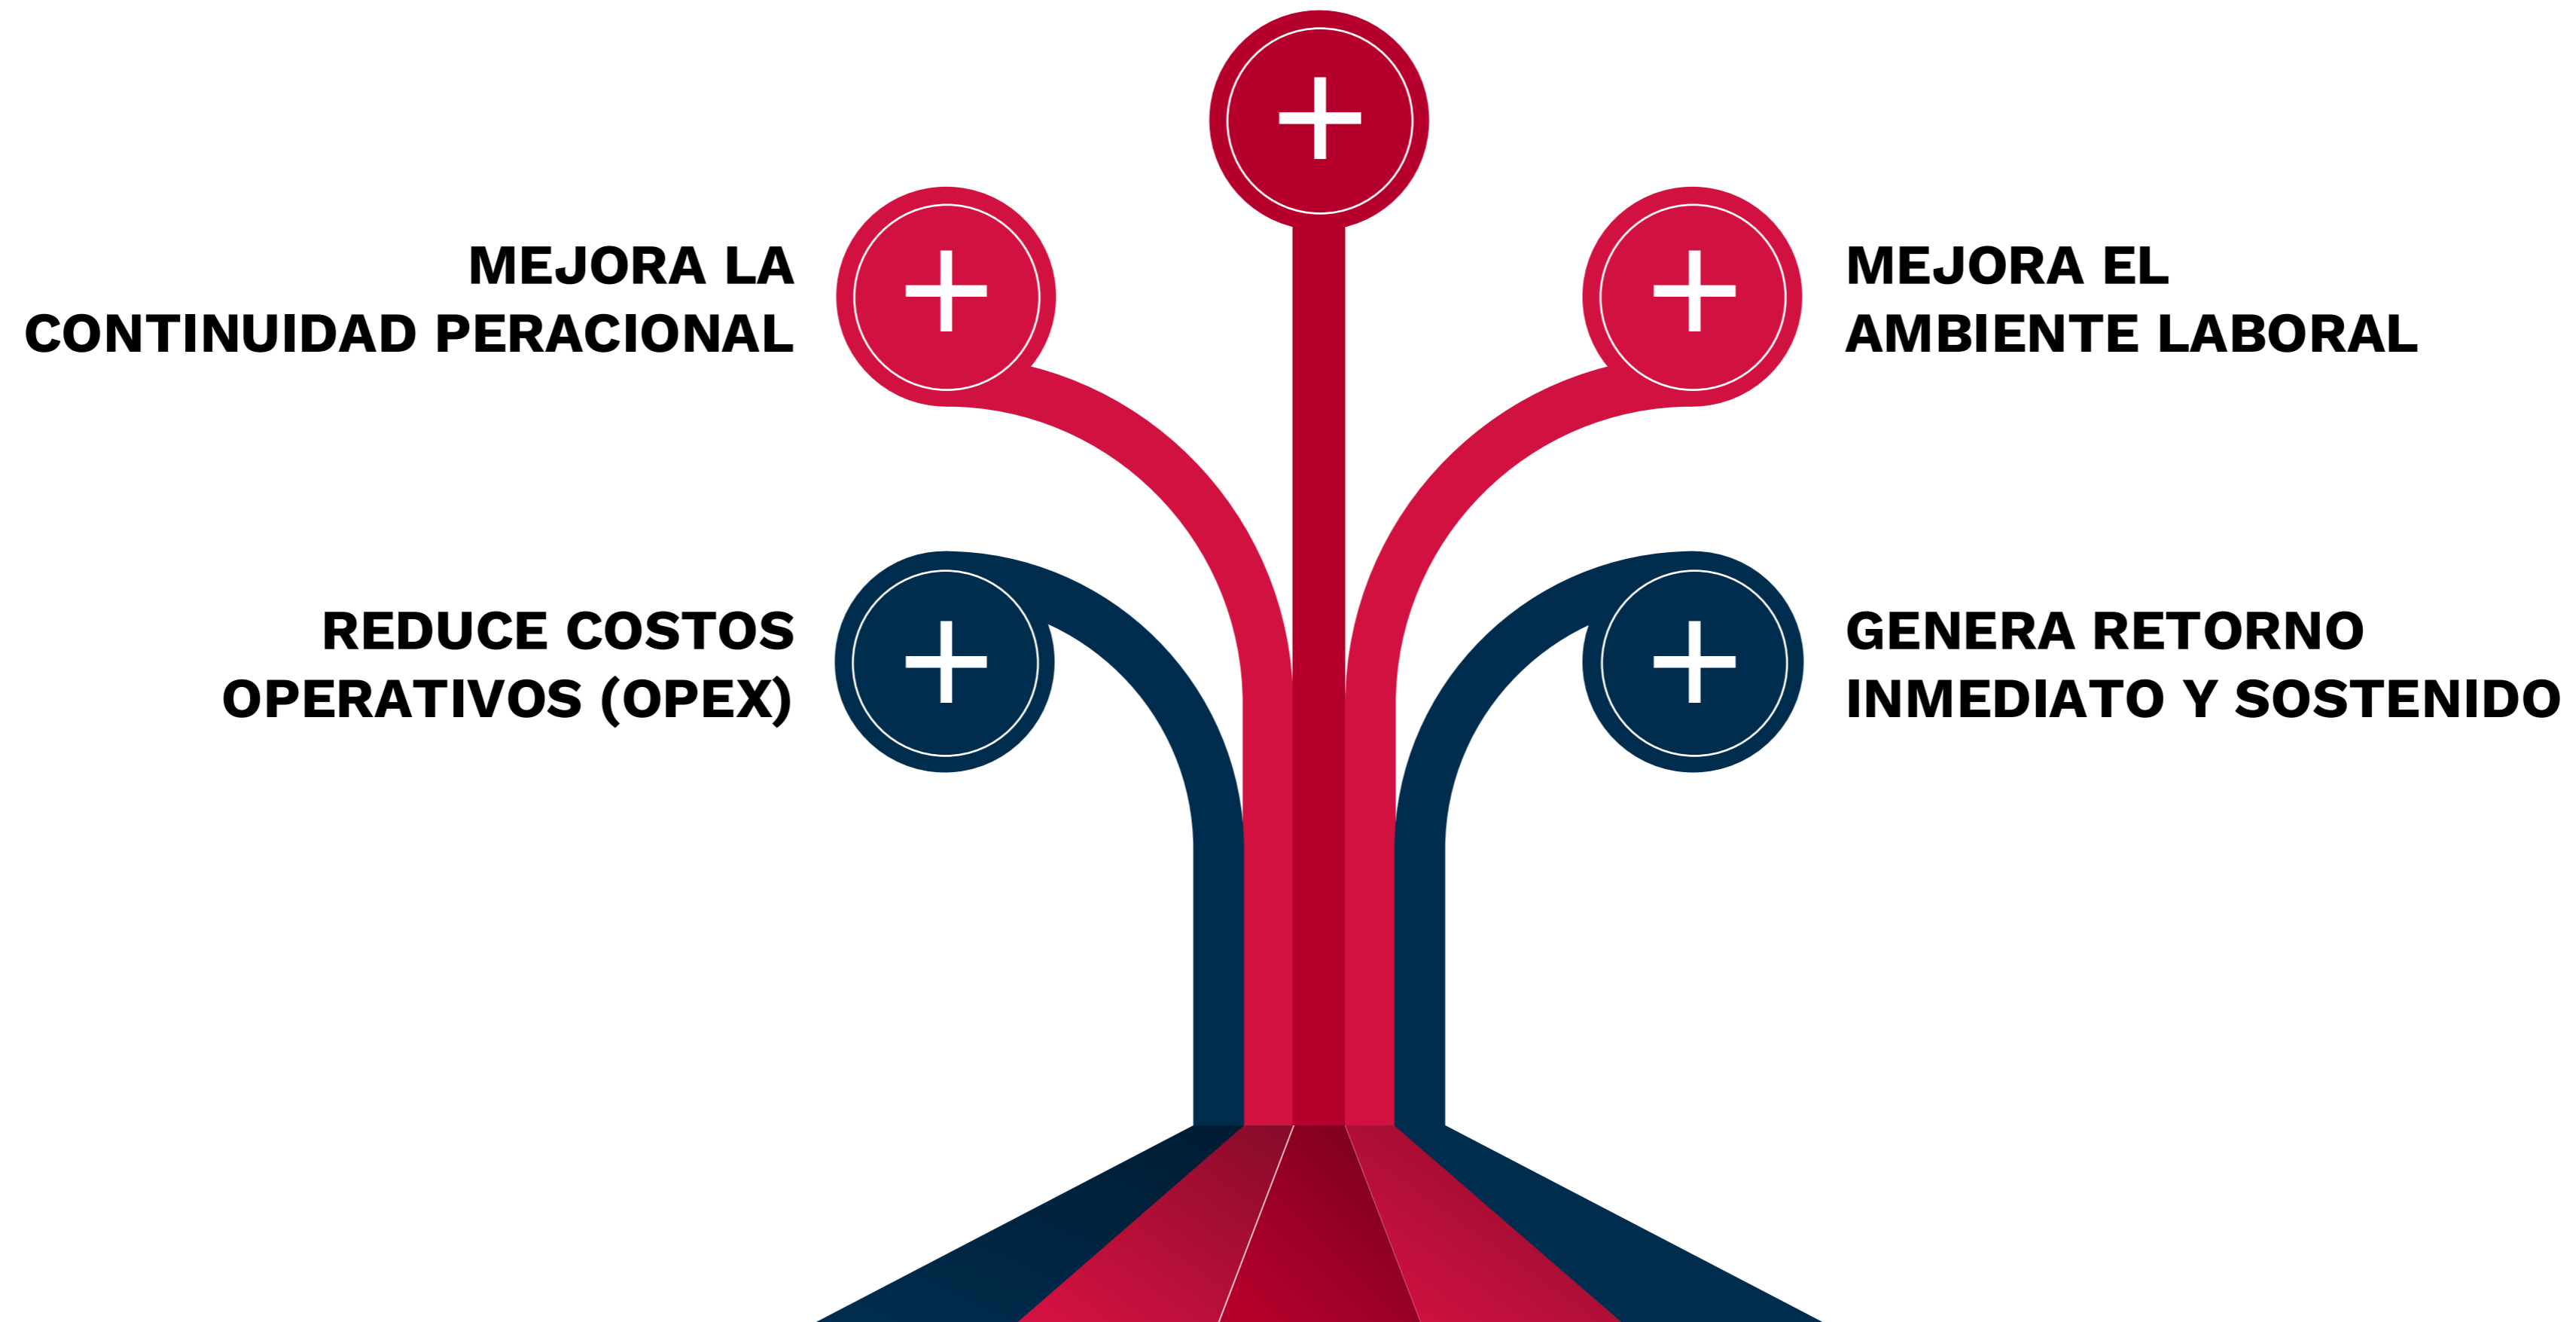 MEJORA LA
CONTINUIDAD PERACIONAL
MEJORA EL
AMBIENTE LABORAL
REDUCE COSTOS
OPERATIVOS (OPEX)
GENERA RETORNO
INMEDIATO Y SOSTENIDO